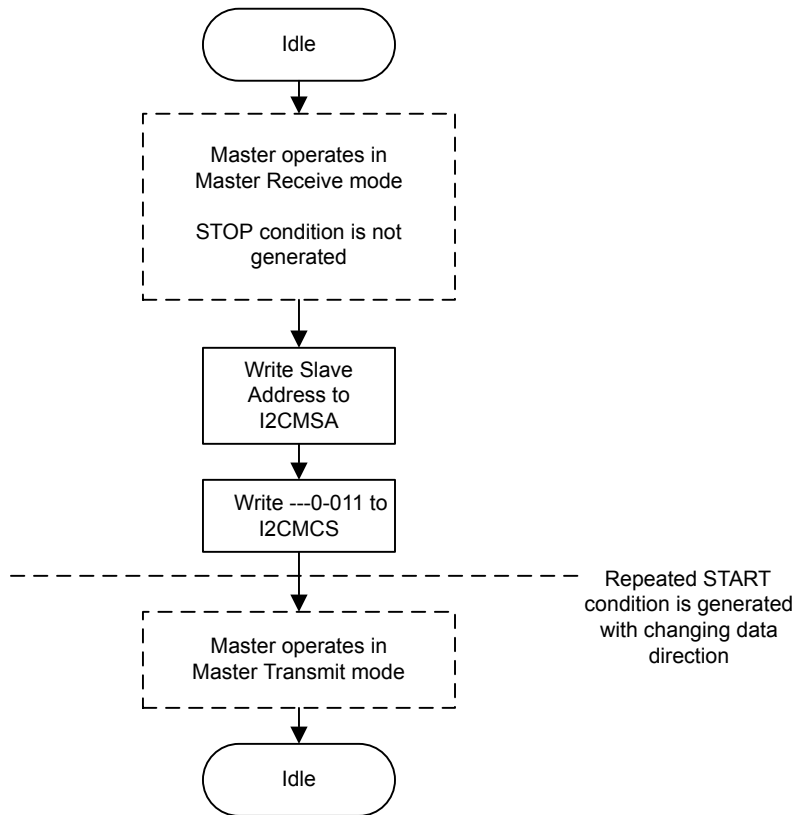 Idle
Master operates in
Master Receive mode
STOP condition is not
generated
Write Slave
Address to
I2CMSA
Write ---0-011 to
I2CMCS
Repeated START
condition is generated
with changing data
direction
Master operates in
Master Transmit mode
Idle